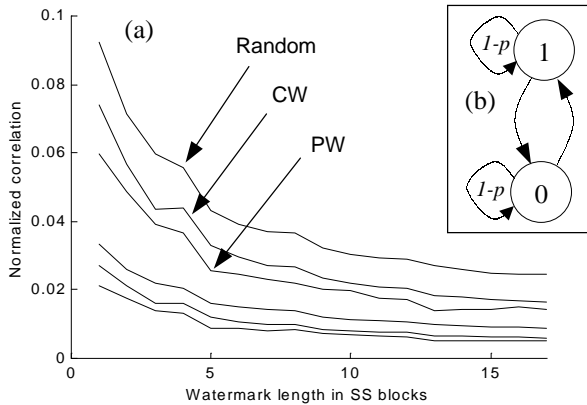 0.1
(a)
Random
CW
PW
0.08
0.06
0.04
0.02
0
Normalized correlation
0
5
10
15
Watermark length in SS blocks
1-p
1
(b)
1-p
0